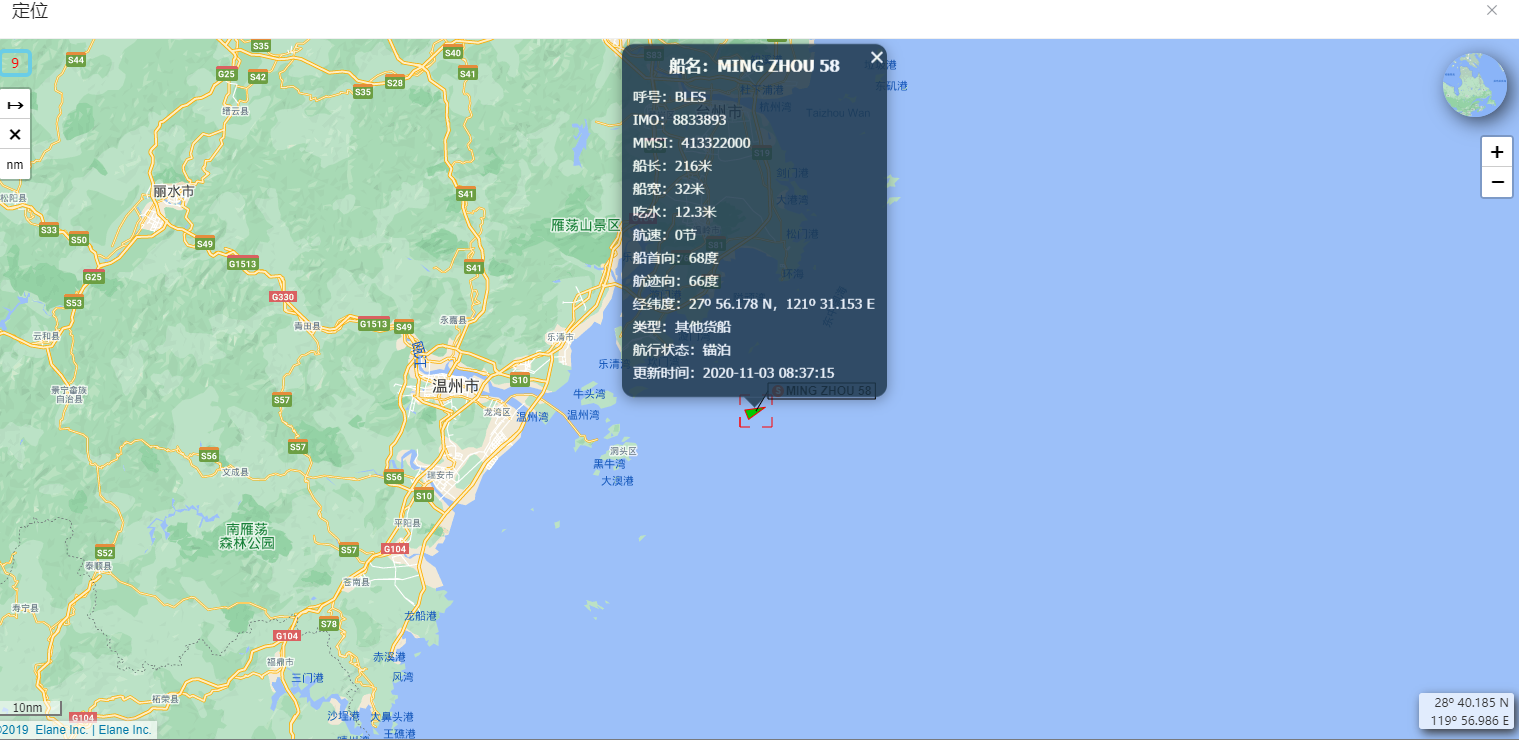 定位
9
nm
船名：MING ZHOU 58
呼号：BLES
IMO：8833893
MMSI：413322000
船长：216米
船宽：32米
吃水：12.3米
航速：0节
船首向：68度
航迹向：66度
经纬度：27º 56.178 N，121º 31.153 E
类型：其他货船
航行状态：锚泊
更新时间：2020-11-03 08:37:15
MING ZHOU 58
S35
S44
S40
G25
S42
S28
S41
S35
缙云县
台州市
杭州湾
Taizhou Wan
丽水市
松阳县
S41
S19
S33
S50
S49
雁荡山景区
大港湾
松门港
G1513
S41
G25
S53
G330
环海
云和县
青田县
G1513
S49
永嘉县
瓯江
乐清市
温州市
S10
景宁畲族
自治县
S57
牛头湾
龙湾区
温州湾
温州湾
S57
S56
洞头区
黑牛湾
大澳港
文成县
S56
瑞安市
S10
南雁荡
森林公园
平阳县
S52
S57
G104
泰顺县
苍南县
寿宁县
龙船港
S78
G104
赤溪港
福鼎市
三门港
风湾
柘荣县
10nm
G104
沙埕港
大鼻头港
王礁港
©2019 Elane Inc. | Elane Inc.
+
−
28º 40.185 N
119º 56.986 E